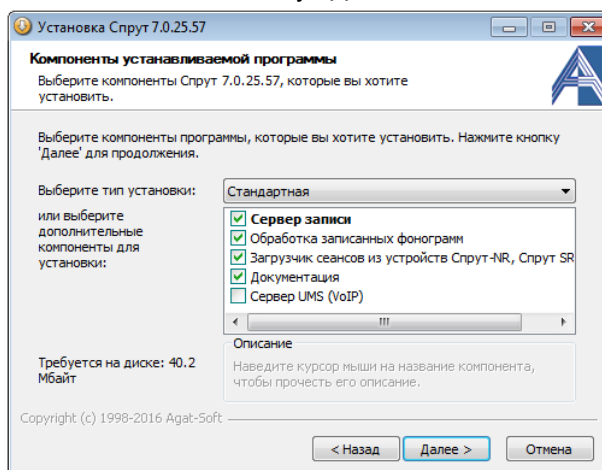 Установка Спрут 7.0.25.57
Компоненты устанавливаемой программы
Выберите компоненты Спрут 7.0.25.57, которые вы хотите
установить.
Выберите компоненты программы, которые вы хотите установить. Нажмите кнопку
'Далее' для продолжения.
Выберите тип установки:
Стандартная
или выберите
дополнительные
компоненты для
установки:
Сервер записи
Обработка записанных фонограмм
Загрузчик сеансов из устройств Спрут-NR, Спрут SR
Документация
Сервер UMS (VoIP)
Требуется на диске: 40.2
Мбайт
Описание
Наведите курсор мыши на название компонента,
чтобы прочесть его описание.
Copyright (c) 1998-2016 Agat-Soft
< Назад
Далее >
Отмена